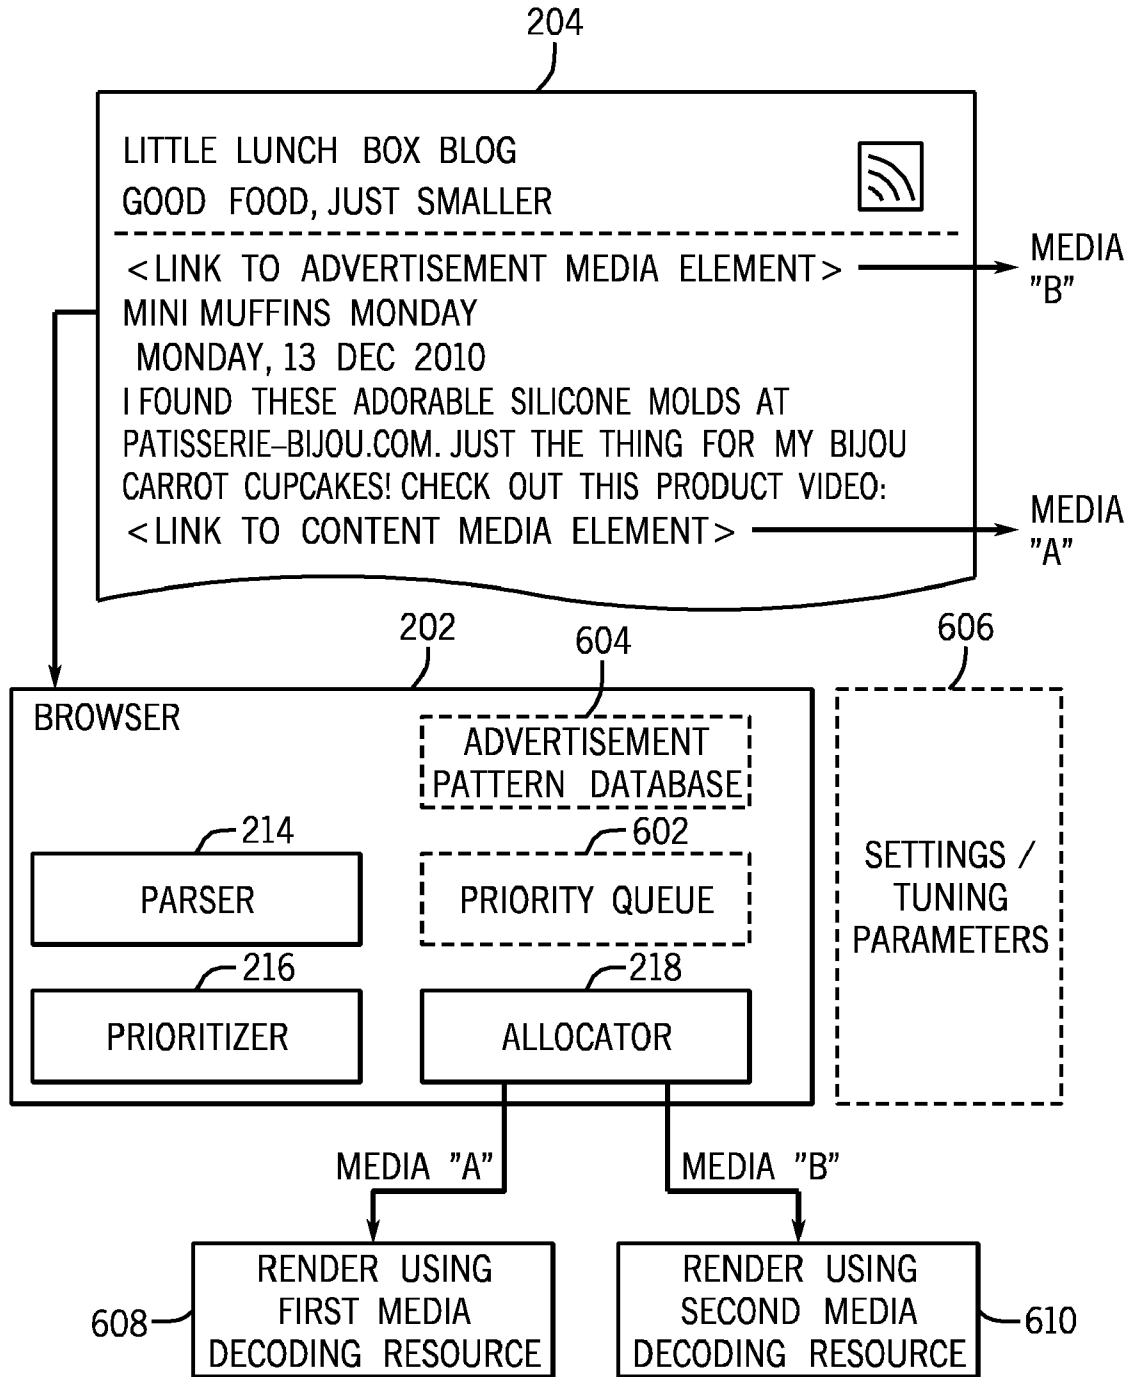 204
LITTLE LUNCH BOX BLOG
GOOD FOOD, JUST SMALLER
<LINK TO ADVERTISEMENT MEDIA ELEMENT>
MEDIA
"B"
MINI MUFFINS MONDAY
MONDAY, 13 DEC 2010
I FOUND THESE ADORABLE SILICONE MOLDS AT
PATISSERIE–BIJOU.COM. JUST THE THING FOR MY BIJOU
CARROT CUPCAKES! CHECK OUT THIS PRODUCT VIDEO:
<LINK TO CONTENT MEDIA ELEMENT>
MEDIA
"A"
202
604
606
BROWSER
ADVERTISEMENT
PATTERN DATABASE
214
602
PARSER
PRIORITY QUEUE
SETTINGS /
TUNING
PARAMETERS
216
218
PRIORITIZER
ALLOCATOR
MEDIA "A"
MEDIA "B"
RENDER USING
FIRST MEDIA
DECODING RESOURCE
608
RENDER USING
SECOND MEDIA
DECODING RESOURCE
610